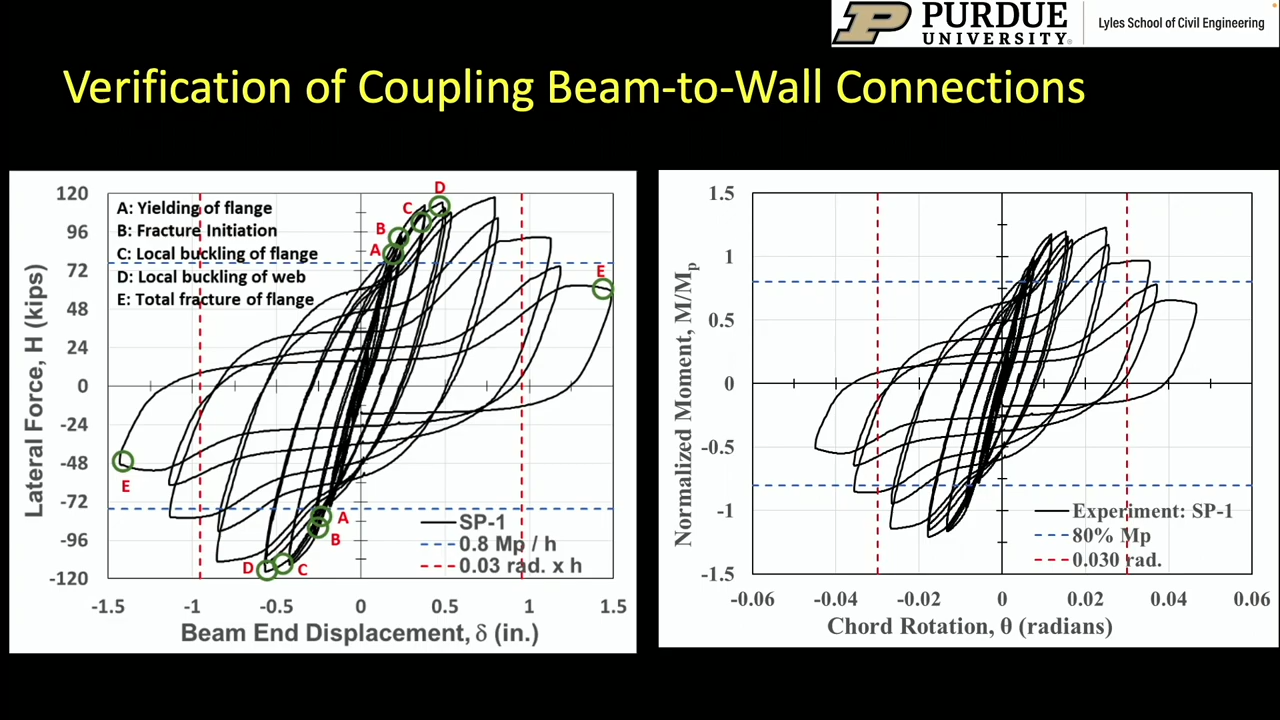 PURDUE
UNIVERSITY®
Lyles School of Civil Engineering
Verification of Coupling Beam-to-Wall Connections
A: Yielding of flange
B: Fracture Initiation
C: Local buckling of flange
D: Local buckling of web
E: Total fracture of flange
D
C
B
A
E
E
A
B
D
C
120
96
72
48
24
0
-24
-48
-72
-96
-120
Lateral Force, H (kips)
SP-1
0.8 Mp / h
0.03 rad. x h
-1.5
-1
-0.5
0
0.5
1
1.5
Beam End Displacement, δ (in.)
1.5
1
0.5
0
-0.5
-1
-1.5
Normalized Moment, M/Mp
Experiment: SP-1
80% Mp
0.030 rad.
-0.06
-0.04
-0.02
0
0.02
0.04
0.06
Chord Rotation, θ (radians)